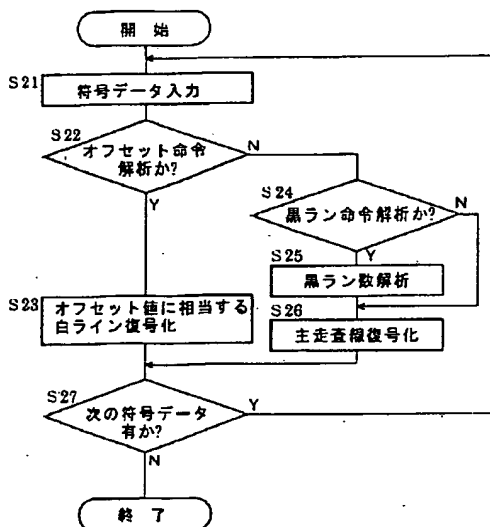 開始
S21
符号データ入力
S22
オフセット命令
解析か?
N
Y
S24
黒ラン命令解析か?
N
Y
S25
黒ラン数解析
S26
主走査線復号化
S23
オフセット値に相当する
白ライン復号化
S27
次の符号データ
有か?
Y
N
終了